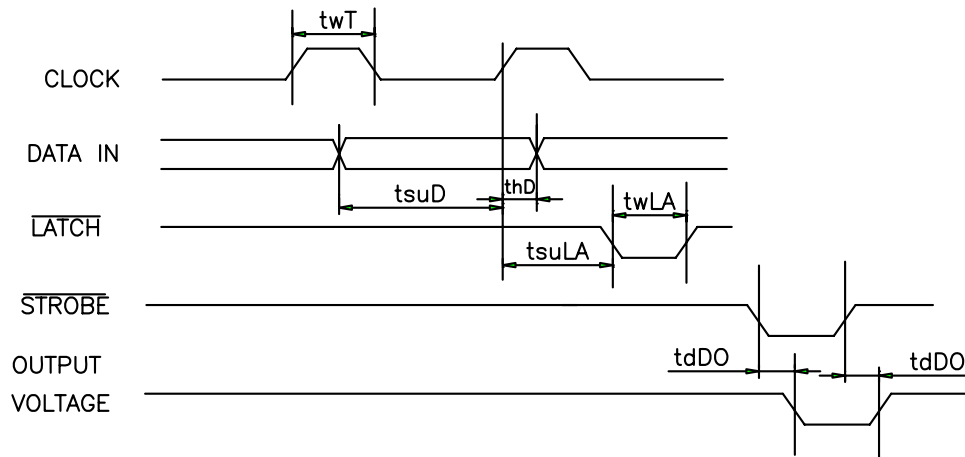 twT
CLOCK
DATA IN
tsuD
thD
twLA
LATCH
tsuLA
STROBE
OUTPUT
VOLTAGE
tdDO
tdDO